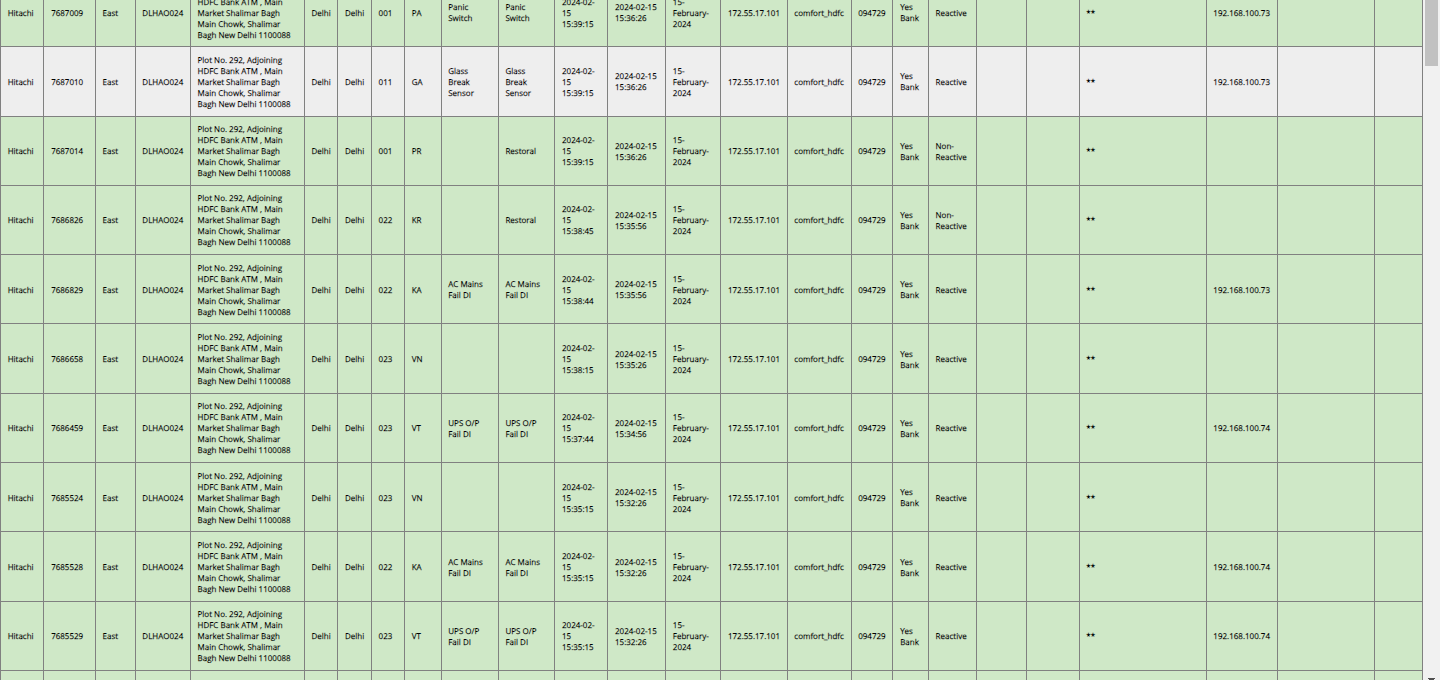 Hitachi 7687009 East DLHAO024 HDFC Bank ATM , Main Market Shalimar Bagh Main Chowk, Shalimar Bagh New Delhi 1100088 Delhi Delhi 001 PA Panic Switch Panic Switch 2024-02-15 15:39:15 2024-02-15 15:36:26 15-February-2024 172.55.17.101 comfort_hdfc 094729 Yes Bank Reactive ** 192.168.100.73
Hitachi 7687010 East DLHAO024 Plot No. 292, Adjoining HDFC Bank ATM , Main Market Shalimar Bagh Main Chowk, Shalimar Bagh New Delhi 1100088 Delhi Delhi 011 GA Glass Break Sensor Glass Break Sensor 2024-02-15 15:39:15 2024-02-15 15:36:26 15-February-2024 172.55.17.101 comfort_hdfc 094729 Yes Bank Reactive ** 192.168.100.73
Hitachi 7687014 East DLHAO024 Plot No. 292, Adjoining HDFC Bank ATM , Main Market Shalimar Bagh Main Chowk, Shalimar Bagh New Delhi 1100088 Delhi Delhi 001 PR Restoral 2024-02-15 15:39:15 2024-02-15 15:36:26 15-February-2024 172.55.17.101 comfort_hdfc 094729 Yes Bank Non-Reactive **
Hitachi 7686826 East DLHAO024 Plot No. 292, Adjoining HDFC Bank ATM , Main Market Shalimar Bagh Main Chowk, Shalimar Bagh New Delhi 1100088 Delhi Delhi 022 KR Restoral 2024-02-15 15:38:45 2024-02-15 15:35:56 15-February-2024 172.55.17.101 comfort_hdfc 094729 Yes Bank Non-Reactive **
Hitachi 7686829 East DLHAO024 Plot No. 292, Adjoining HDFC Bank ATM , Main Market Shalimar Bagh Main Chowk, Shalimar Bagh New Delhi 1100088 Delhi Delhi 022 KA AC Mains Fail DI AC Mains Fail DI 2024-02-15 15:38:44 2024-02-15 15:35:56 15-February-2024 172.55.17.101 comfort_hdfc 094729 Yes Bank Reactive ** 192.168.100.73
Hitachi 7686658 East DLHAO024 Plot No. 292, Adjoining HDFC Bank ATM , Main Market Shalimar Bagh Main Chowk, Shalimar Bagh New Delhi 1100088 Delhi Delhi 023 VN 2024-02-15 15:38:15 2024-02-15 15:35:26 15-February-2024 172.55.17.101 comfort_hdfc 094729 Yes Bank Reactive **
Hitachi 7686459 East DLHAO024 Plot No. 292, Adjoining HDFC Bank ATM , Main Market Shalimar Bagh Main Chowk, Shalimar Bagh New Delhi 1100088 Delhi Delhi 023 VT UPS O/P Fail DI UPS O/P Fail DI 2024-02-15 15:37:44 2024-02-15 15:34:56 15-February-2024 172.55.17.101 comfort_hdfc 094729 Yes Bank Reactive ** 192.168.100.74
Hitachi 7685524 East DLHAO024 Plot No. 292, Adjoining HDFC Bank ATM , Main Market Shalimar Bagh Main Chowk, Shalimar Bagh New Delhi 1100088 Delhi Delhi 023 VN 2024-02-15 15:35:15 2024-02-15 15:32:26 15-February-2024 172.55.17.101 comfort_hdfc 094729 Yes Bank Reactive **
Hitachi 7685528 East DLHAO024 Plot No. 292, Adjoining HDFC Bank ATM , Main Market Shalimar Bagh Main Chowk, Shalimar Bagh New Delhi 1100088 Delhi Delhi 022 KA AC Mains Fail DI AC Mains Fail DI 2024-02-15 15:35:15 2024-02-15 15:32:26 15-February-2024 172.55.17.101 comfort_hdfc 094729 Yes Bank Reactive ** 192.168.100.74
Hitachi 7685529 East DLHAO024 Plot No. 292, Adjoining HDFC Bank ATM , Main Market Shalimar Bagh Main Chowk, Shalimar Bagh New Delhi 1100088 Delhi Delhi 023 VT UPS O/P Fail DI UPS O/P Fail DI 2024-02-15 15:35:15 2024-02-15 15:32:26 15-February-2024 172.55.17.101 comfort_hdfc 094729 Yes Bank Reactive ** 192.168.100.74